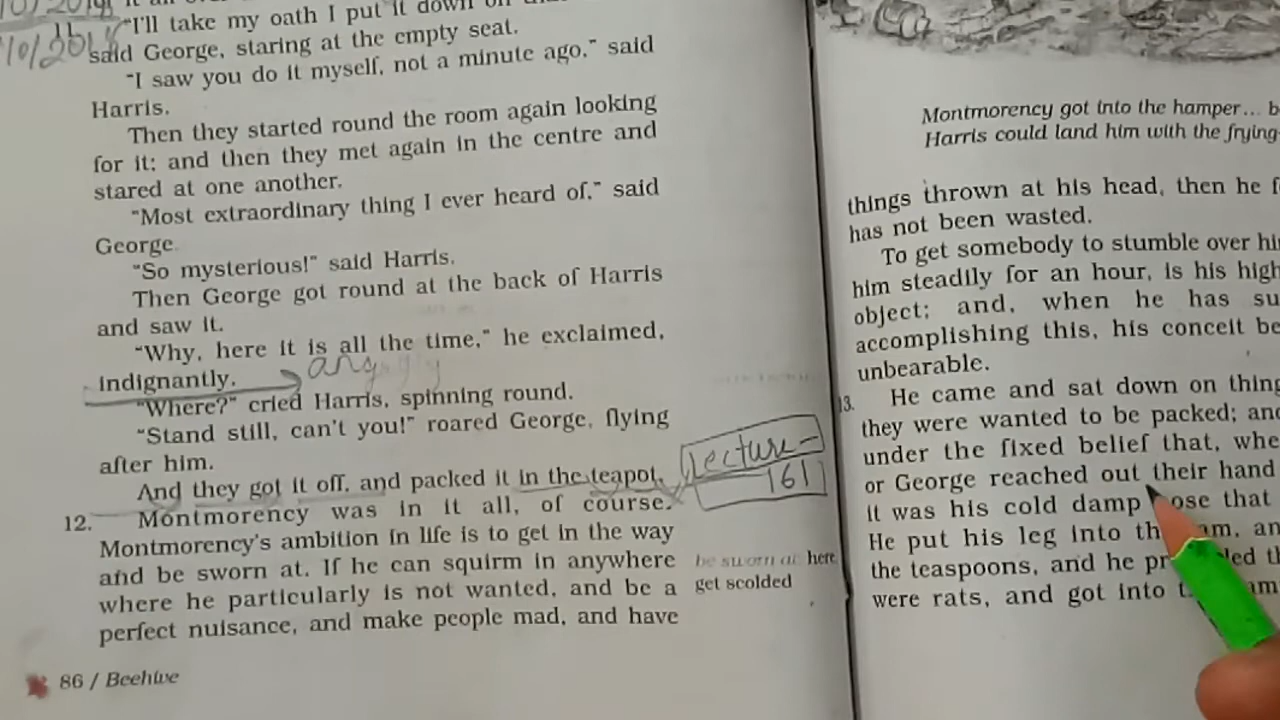 "I'll take my oath I put it down on
said George, staring at the empty seat.
"I saw you do it myself, not a minute ago," said
Harris.
Then they started round the room again looking
for it; and then they met again in the centre and
stared at one another.
"Most extraordinary thing I ever heard of," said
George.
"So mysterious!" said Harris.
Then George got round at the back of Harris
and saw it.
"Why, here it is all the time," he exclaimed,
indignantly.
angrily
"Where?" cried Harris, spinning round.
"Stand still, can't you!" roared George, flying
after him.
And they got it off, and packed it in the teapot.
12. Montmorency was in it all, of course.
Montmorency's ambition in life is to get in the way
and be sworn at. If he can squirm in anywhere
where he particularly is not wanted, and be a
perfect nuisance, and make people mad, and have
Lecture-
161
be sworn at: here
get scolded
86 / Beehive
Montmorency got into the hamper...
Harris could land him with the frying-
things thrown at his head, then he
has not been wasted.
To get somebody to stumble over
him steadily for an hour, is his
object; and, when he has
accomplishing this, his conceit
unbearable.
13. He came and sat down on
they were wanted to be packed;
under the fixed belief that,
or George reached out their hand
it was his cold damp that
He put his leg into
the teaspoons, and he
were rats, and got into